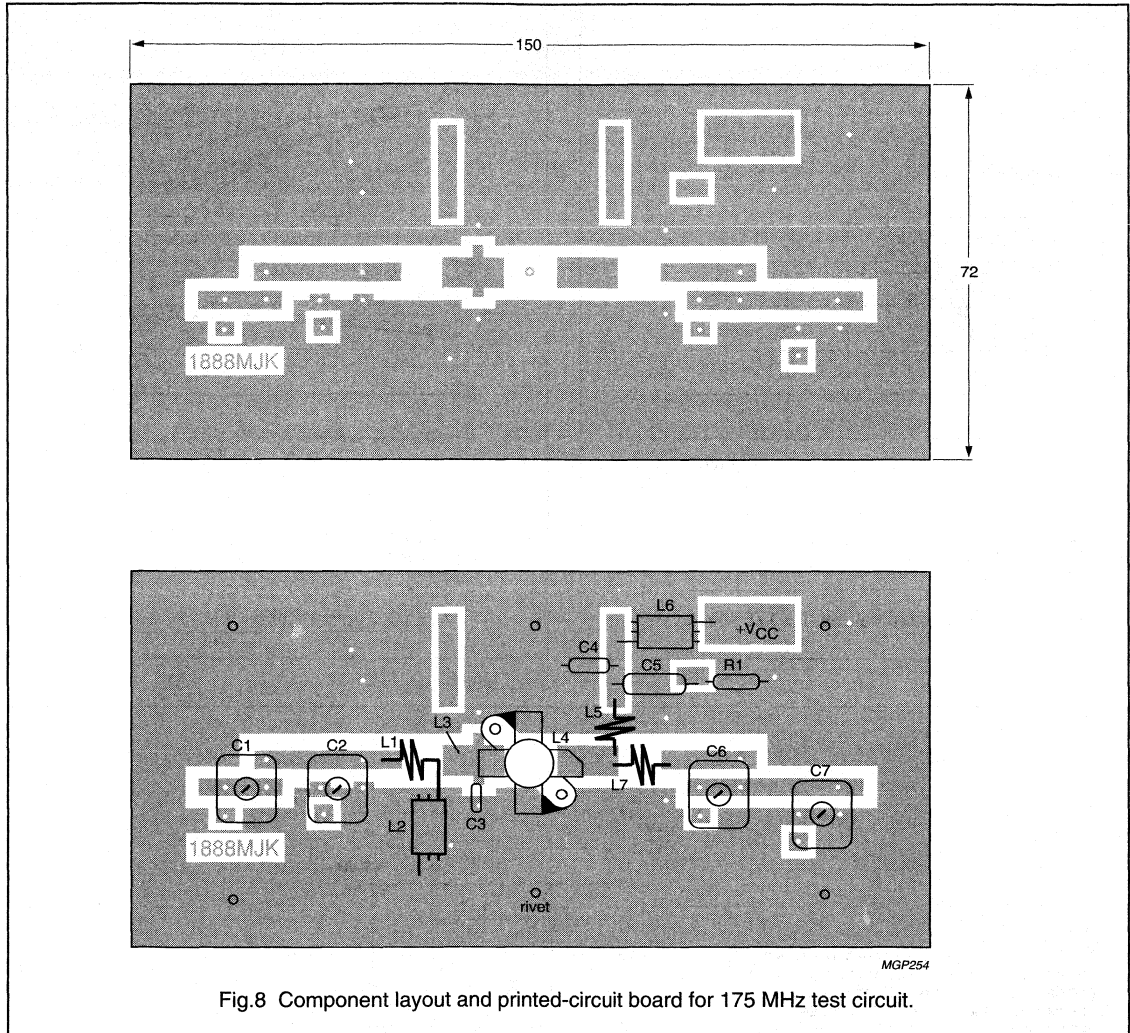 150
72
1888MJK
L6
+VCC
C4
C5
R1
L5
L3
L4
C1
C2
L1
C6
L7
C7
C3
L2
1888MJK
rivet
MGP254
Fig.8 Component layout and printed-circuit board for 175 MHz test circuit.